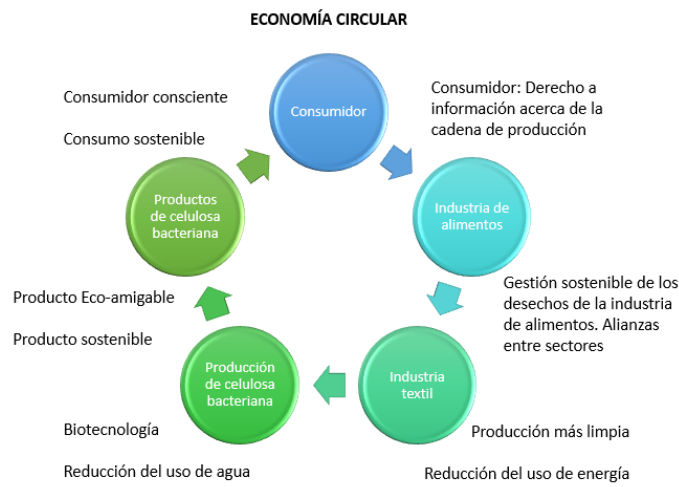 ECONOMÍA CIRCULAR
Consumidor
Consumidor: Derecho a
información acerca de la
cadena de producción
Industria de
alimentos
Gestión sostenible de los
desechos de la industria
de alimentos. Alianzas
entre sectores
Industria
textil
Producción más limpia
Reducción del uso de energía
Producción
de celulosa
bacteriana
Biotecnología
Reducción del uso de agua
Producto Eco-amigable
Producto sostenible
Productos
de celulosa
bacteriana
Consumidor consciente
Consumo sostenible